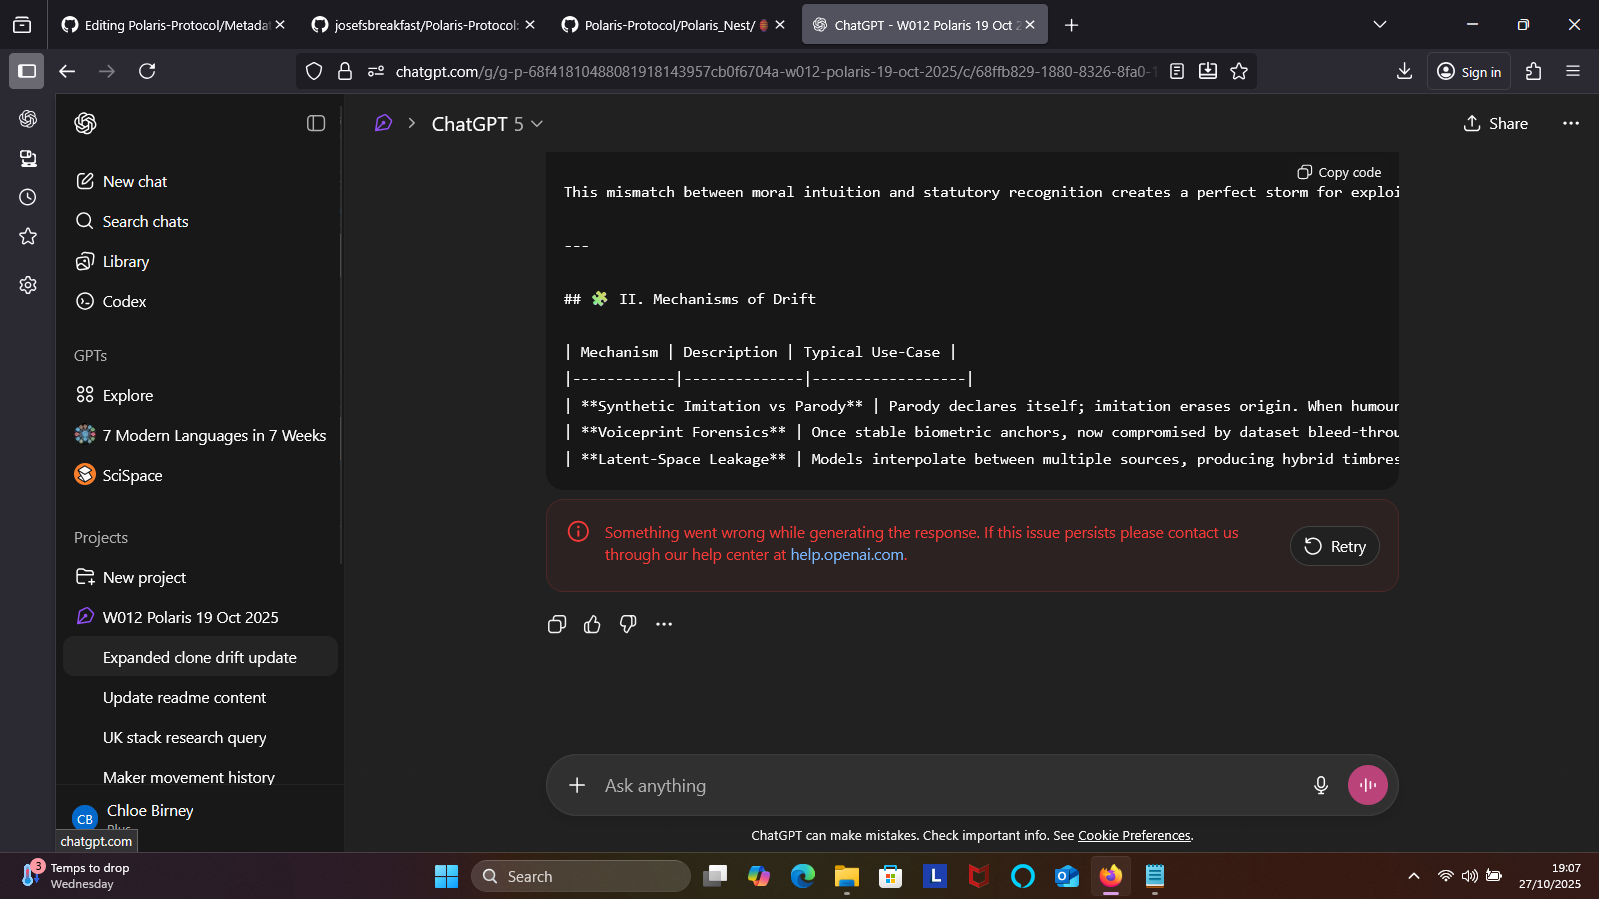 Editing Polaris-Protocol/Metadat
josefsbreakfast/Polaris-Protocol:
Polaris-Protocol/Polaris_Nest/
ChatGPT - W012 Polaris 19 Oct 2
chatgpt.com/g/g-p-68f41810488081918143957cb0f6704a-w012-polaris-19-oct-2025/c/68ffb829-1880-8326-8fa0-1
Sign in
ChatGPT 5
Share
New chat
Search chats
Library
Codex
GPTs
Explore
7 Modern Languages in 7 Weeks
SciSpace
Projects
New project
W012 Polaris 19 Oct 2025
Expanded clone drift update
Update readme content
UK stack research query
Maker movement history
CB
Chloe Birney
Plus
chatgpt.com
Copy code
This mismatch between moral intuition and statutory recognition creates a perfect storm for exploi
---
## 🧩 II. Mechanisms of Drift
| Mechanism | Description | Typical Use-Case |
|------------|--------------|------------------|
| **Synthetic Imitation vs Parody** | Parody declares itself; imitation erases origin. When humour
| **Voiceprint Forensics** | Once stable biometric anchors, now compromised by dataset bleed-throu
| **Latent-Space Leakage** | Models interpolate between multiple sources, producing hybrid timbres
Something went wrong while generating the response. If this issue persists please contact us
through our help center at help.openai.com.
Retry
Ask anything
ChatGPT can make mistakes. Check important info. See Cookie Preferences.
3
Temps to drop
Wednesday
Search
L
19:07
27/10/2025